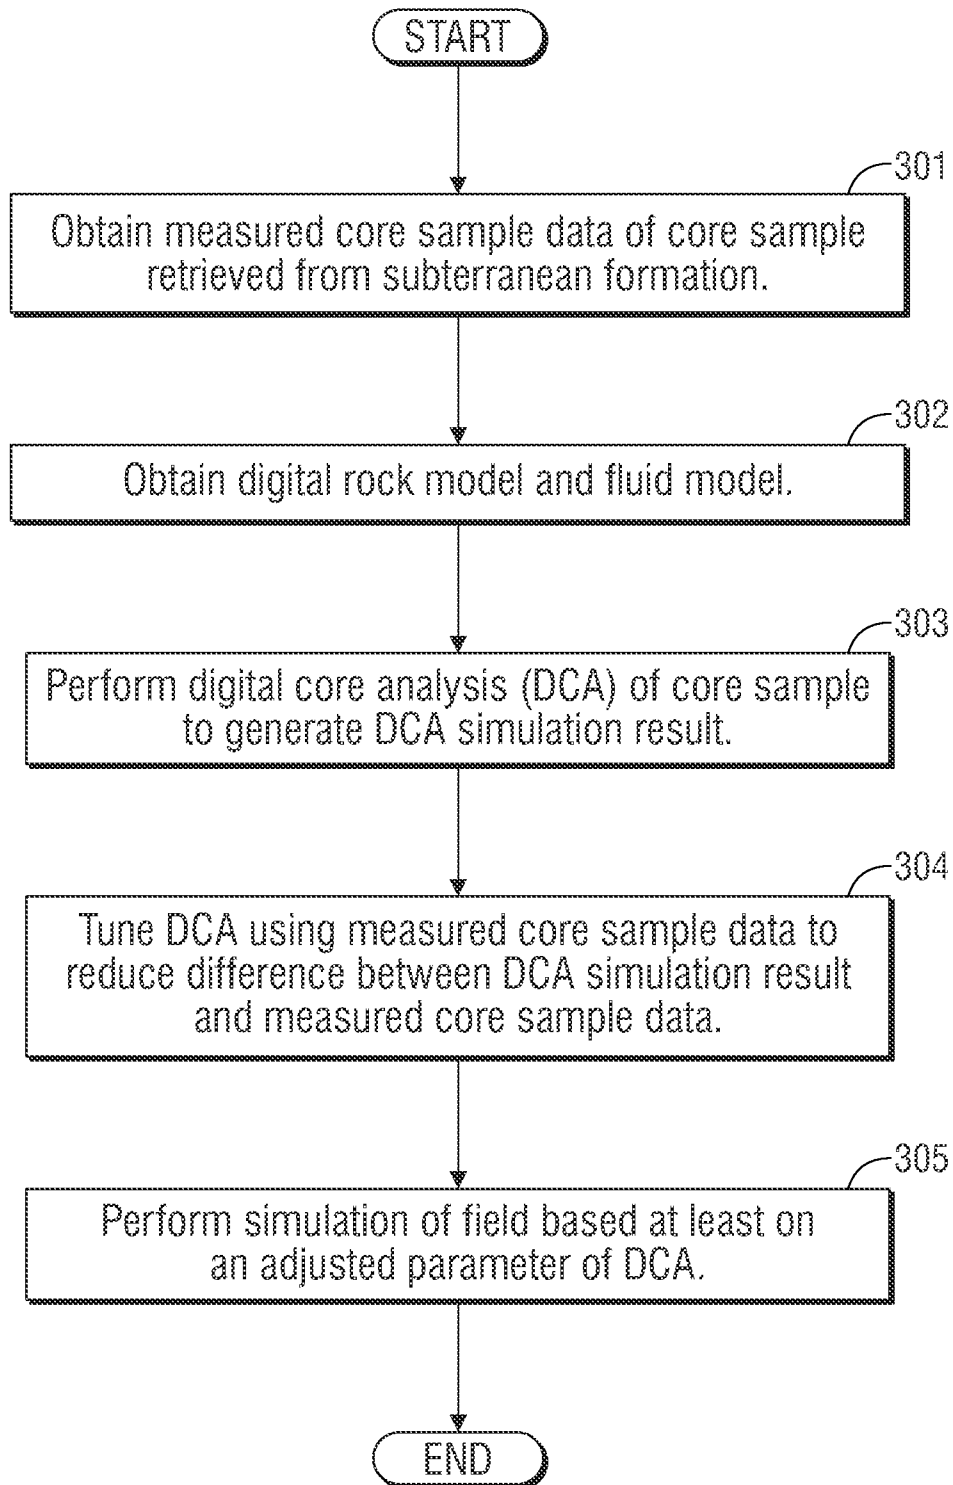 START
301
Obtain measured core sample data of core sample
retrieved from subterranean formation.
302
Obtain digital rock model and fluid model.
303
Perform digital core analysis (DCA) of core sample
to generate DCA simulation result.
304
Tune DCA using measured core sample data to
reduce difference between DCA simulation result
and measured core sample data.
305
Perform simulation of field based at least on
an adjusted parameter of DCA.
END